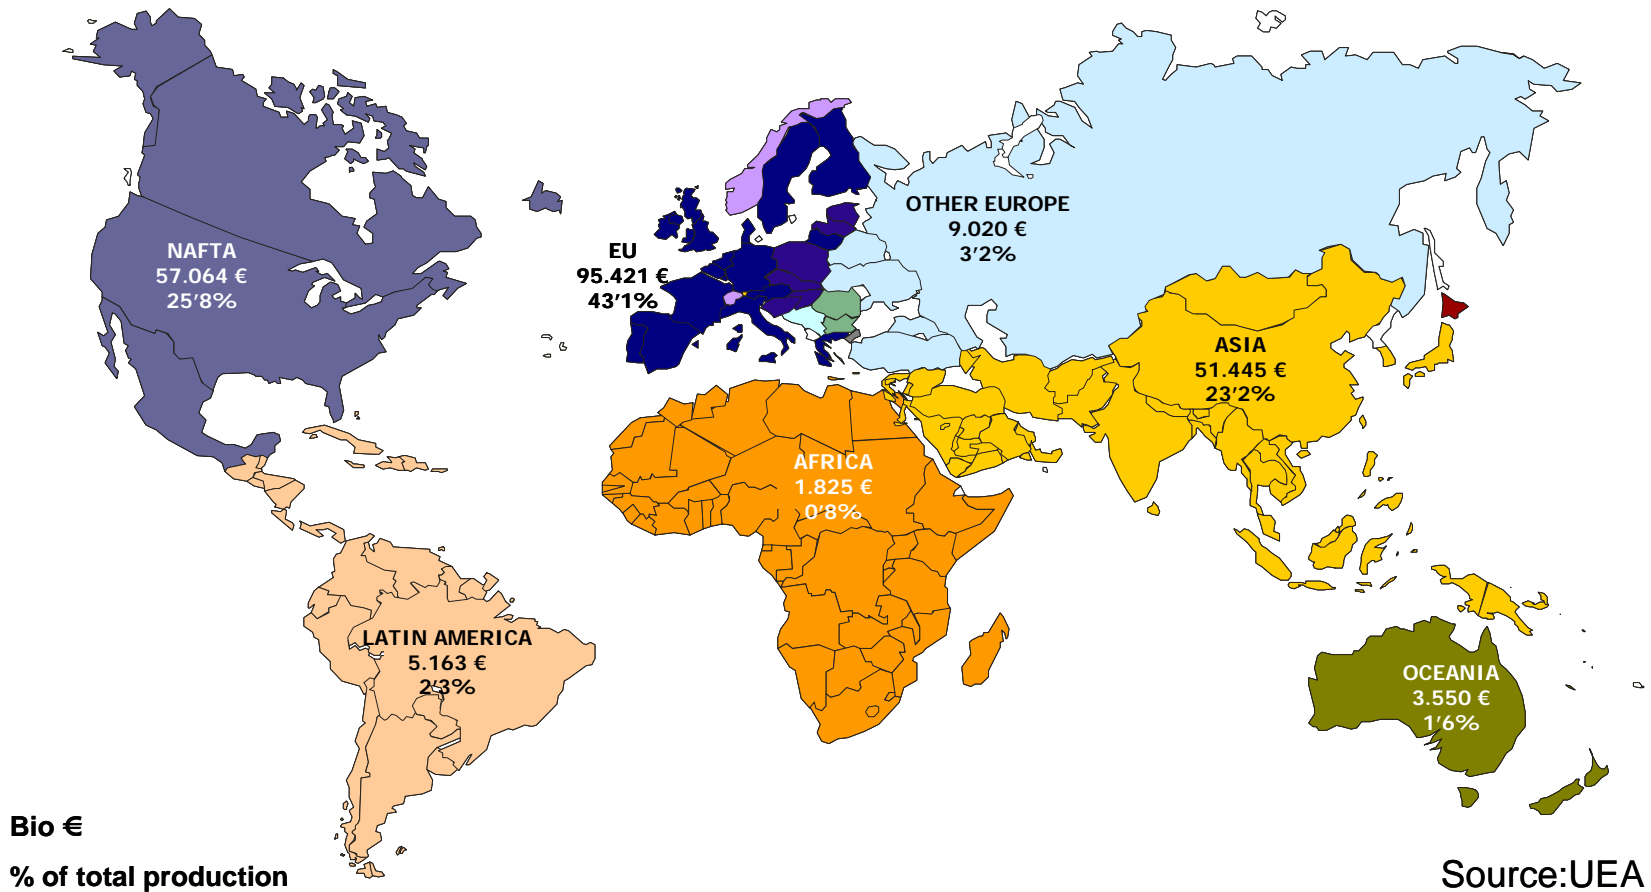 NAFTA
57.064 €
25'8%
EU
95.421 €
43'1%
OTHER EUROPE
9.020 €
3'2%
ASIA
51.445 €
23'2%
AFRICA
1.825 €
0'8%
LATIN AMERICA
5.163 €
2'3%
OCEANIA
3.550 €
1'6%
Bio €
% of total production
Source:UEA